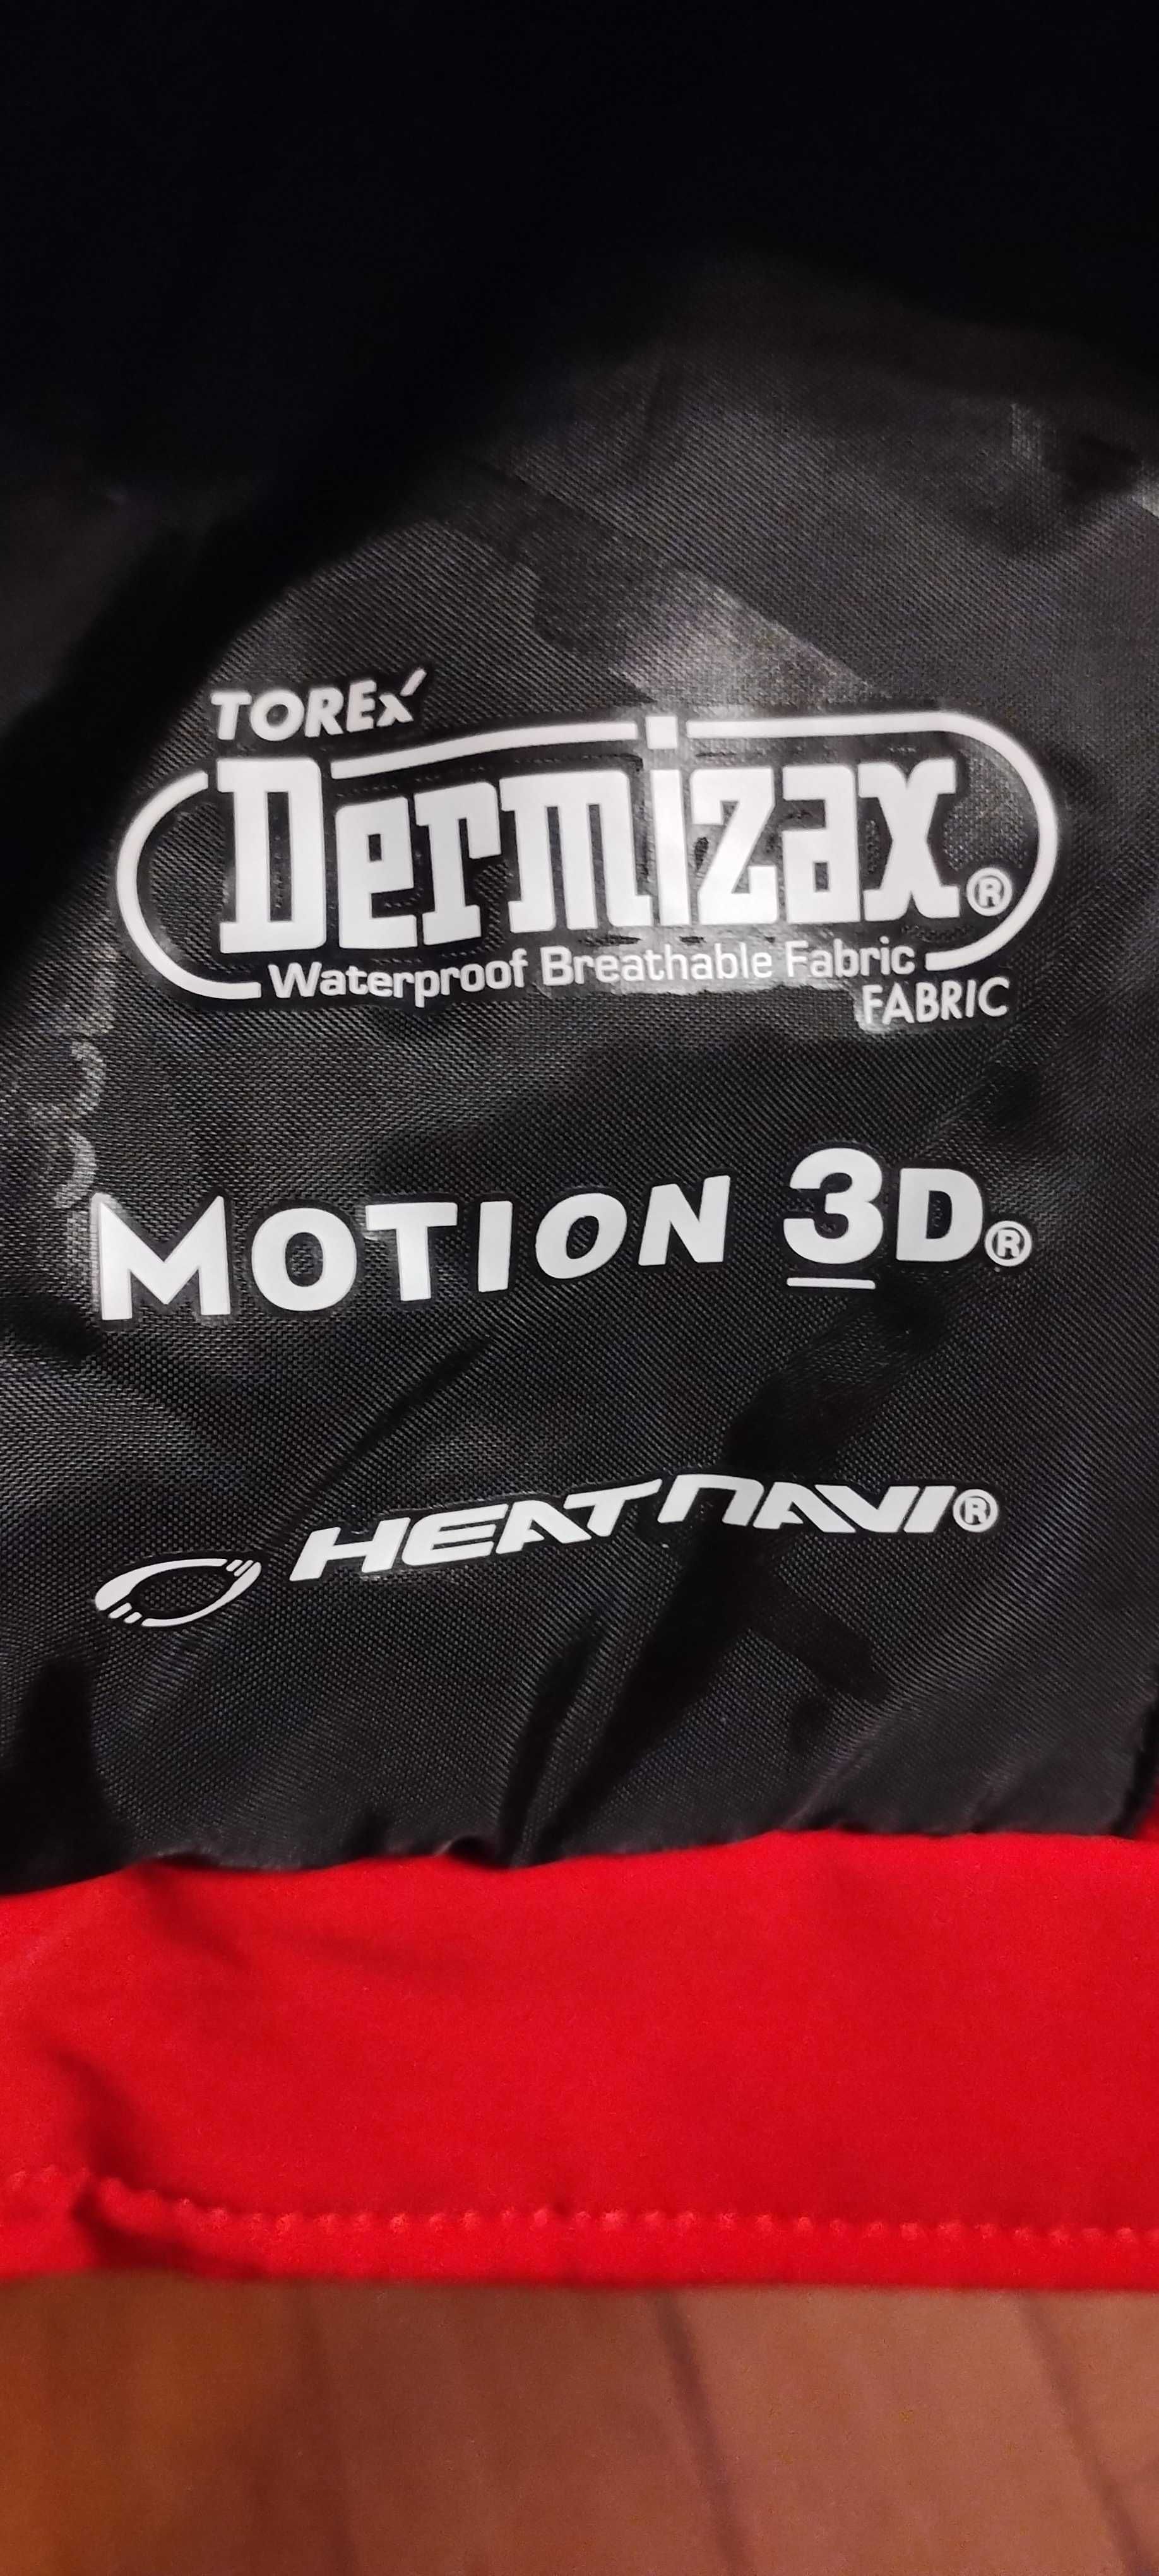 TOREX
Dermizax®
Waterproof Breathable Fabric
FABRIC
MOTION 3D®
HEATNAVI®